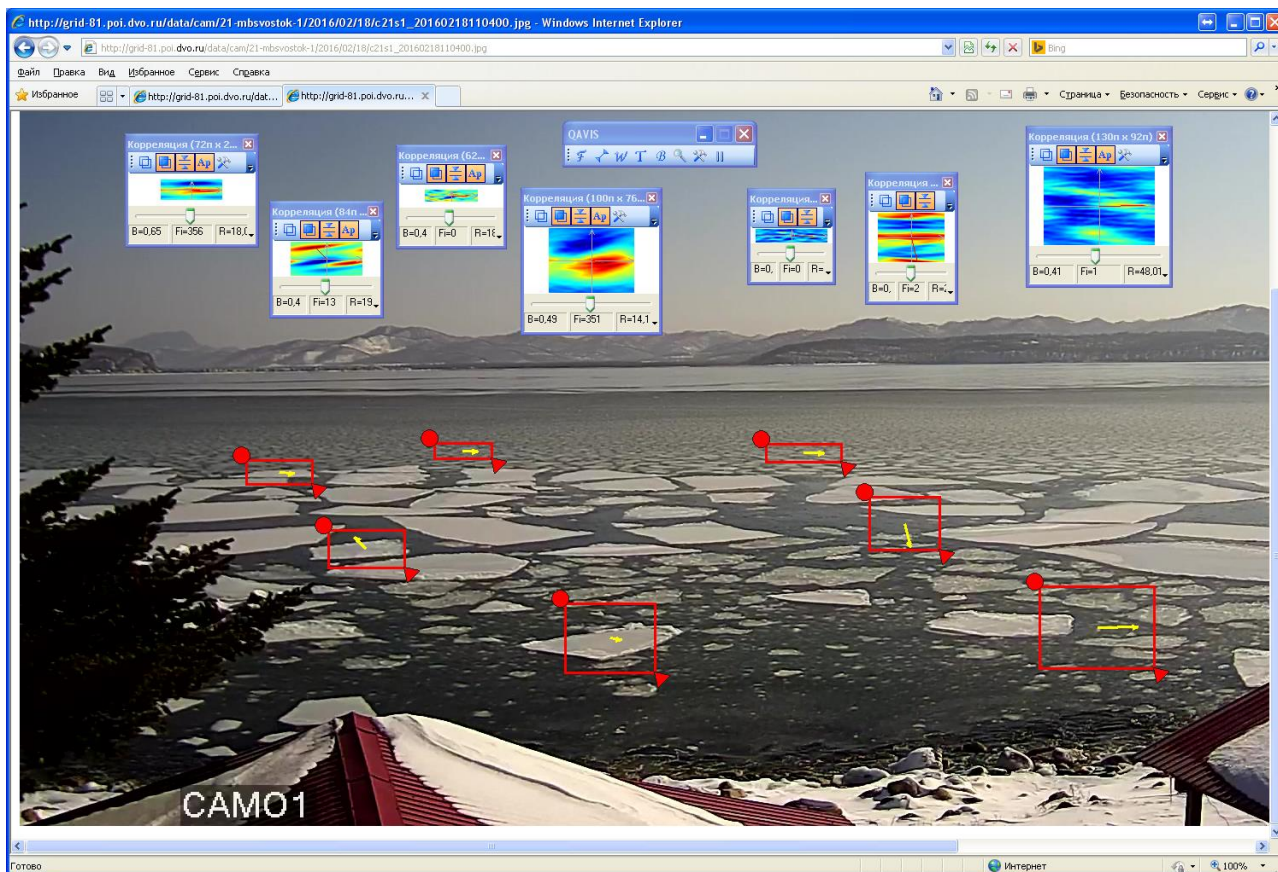 http://grid-81.poi.dvo.ru/data/cam/21-mbsvostok-1/2016/02/18/c21s1_20160218110400.jpg - Windows Internet Explorer
http://grid-81.poi.dvo.ru/data/cam/21-mbsvostok-1/2016/02/18/c21s1_20160218110400.jpg
Bing
Файл Правка Вид Избранное Сервис Справка
Избранное
http://grid-81.poi.dvo.ru/dat...
http://grid-81.poi.dvo.ru...
Страница Безопасность Сервис
QAVIS
F W T B
Корреляция (72п x 2...
Ap
B=0,65 Fi=356 R=18,(
Корреляция (84п ...
Ap
B=0,4 Fi=13 R=19
Корреляция (62...
Ap
B=0,4 Fi=0 R=18
Корреляция (100п x 76...
Ap
B=0,49 Fi=351 R=14,1
Корреляция...
B=0, Fi=0 R=
Корреляция ...
B=0, Fi=2
Корреляция (130п x 92п)
Ap
B=0,41 Fi=1 R=48,01
CAMO1
Готово
Интернет
100%